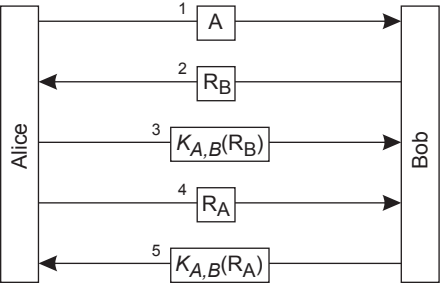 Alice
1 A
2 R_B
3 K_A,B(R_B)
4 R_A
5 K_A,B(R_A)
Bob